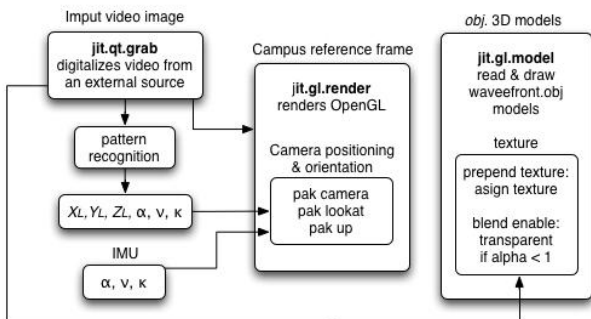 Imput video image
jit.qt.grab
digitalizes video from
an external source
pattern
recognition
XL, YL, ZL, α, ν, κ
IMU
α, ν, κ
Campus reference frame
jit.gl.render
renders OpenGL
Camera positioning
& orientation
pak camera
pak lookat
pak up
obj. 3D models
jit.gl.model
read & draw
waveefront.obj
models
texture
prepend texture:
asign texture
blend enable:
transparent
if alpha < 1